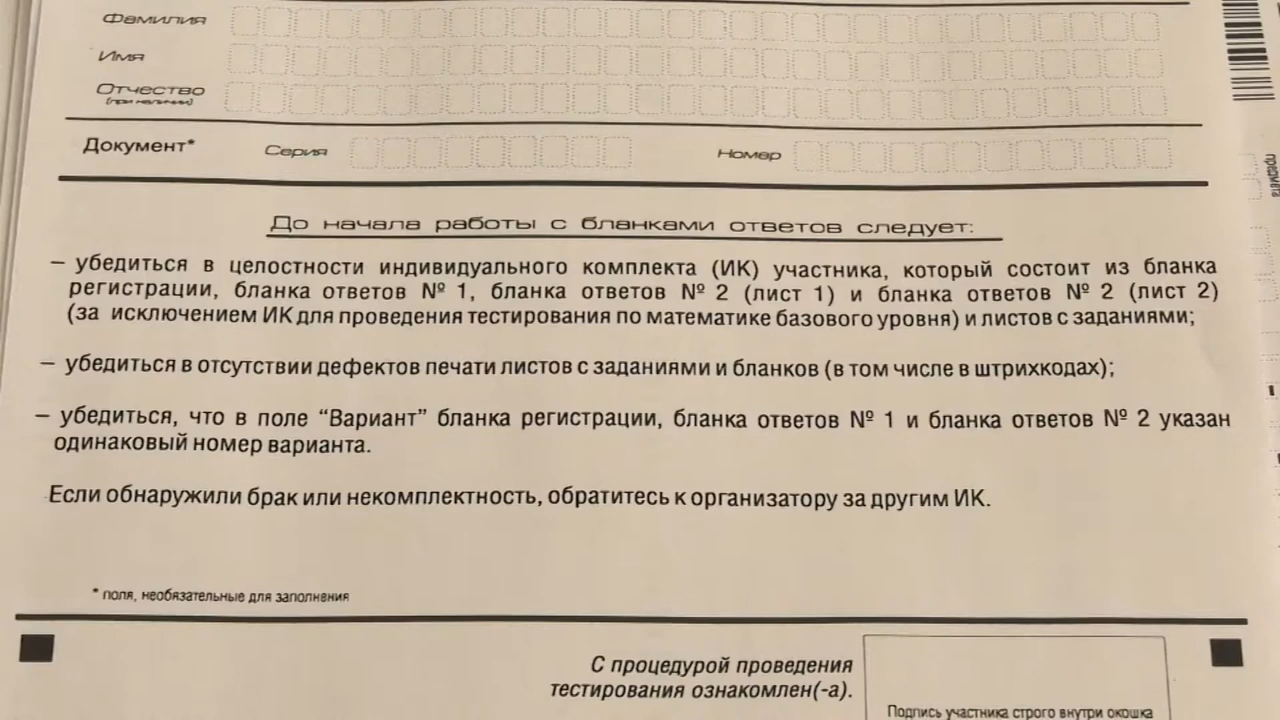 Фамилия
Имя
Отчество
(при наличии)
Документ* Серия Номер
До начала работы с бланками ответов следует:
– убедиться в целостности индивидуального комплекта (ИК) участника, который состоит из бланка
регистрации, бланка ответов № 1, бланка ответов № 2 (лист 1) и бланка ответов № 2 (лист 2)
(за исключением ИК для проведения тестирования по математике базового уровня) и листов с заданиями;
– убедиться в отсутствии дефектов печати листов с заданиями и бланков (в том числе в штрихкодах);
– убедиться, что в поле “Вариант” бланка регистрации, бланка ответов № 1 и бланка ответов № 2 указан
одинаковый номер варианта.
Если обнаружили брак или некомплектность, обратитесь к организатору за другим ИК.
* поля, необязательные для заполнения
С процедурой проведения
тестирования ознакомлен(-а).
Подпись участника строго внутри окошка
предмета